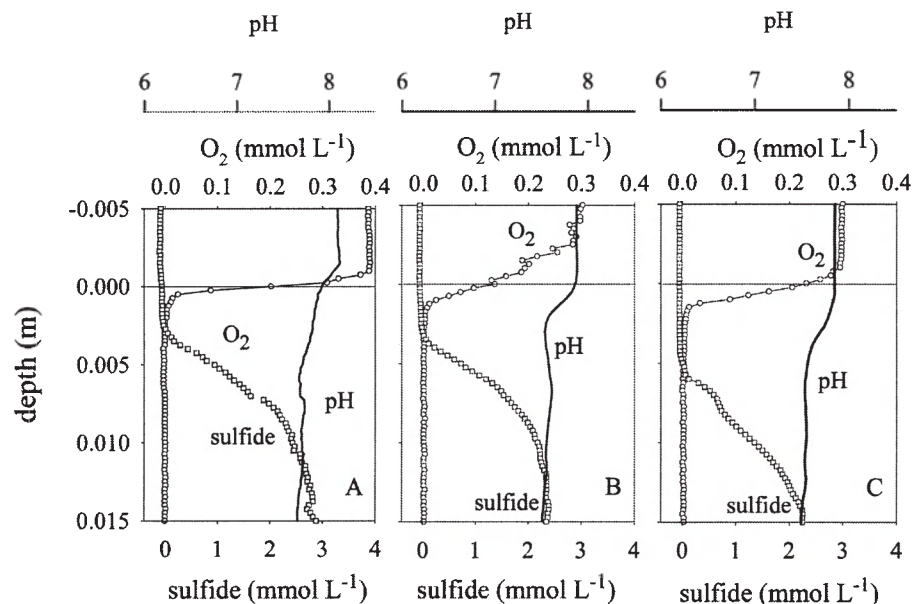 pH pH pH
6 7 8 6 7 8 6 7 8
O₂ (mmol L⁻¹) O₂ (mmol L⁻¹) O₂ (mmol L⁻¹)
0.0 0.1 0.2 0.3 0.4 0.0 0.1 0.2 0.3 0.4 0.0 0.1 0.2 0.3 0.4
-0.005
O₂ O₂
0.000
O₂
depth (m)
0.005
pH pH pH
sulfide
0.010
A sulfide B sulfide C
0.015
0 1 2 3 4 0 1 2 3 4 0 1 2 3 4
sulfide (mmol L⁻¹) sulfide (mmol L⁻¹) sulfide (mmol L⁻¹)